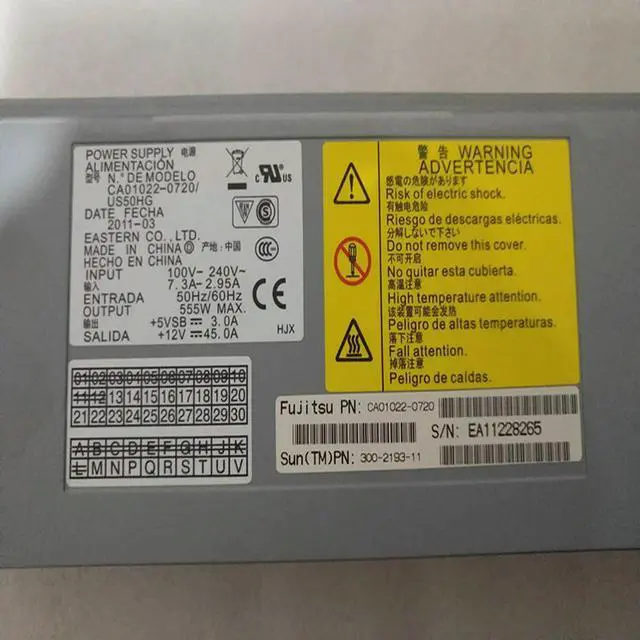 POWER SUPPLY 电源
ALIMENTACIÓN
型号 N° DE MODELO
CA01022-0720/
US50HG
DATE FECHA
2011-03
EASTERN CO., LTD.
MADE IN CHINA Ⓓ 产地: 中国
HECHO EN CHINA
INPUT 100V~ 240V~
输入 7.3A- 2.95A
ENTRADA 50Hz/60Hz
OUTPUT 555W MAX.
输出 +5VSB 3.0A
SALIDA +12V 45.0A
HJX
c RU US
S
CCC
CE
警告 WARNING
ADVERTENCIA
感電の危険があります
Risk of electric shock.
有触电危险
Riesgo de descargas eléctricas.
分解しないで下さい
Do not remove this cover.
不可开启
No quitar esta cubierta.
高温注意
High temperature attention.
该装置可能会发热
Peligro de altas temperaturas.
落下注意
Fall attention.
掉落注意
Peligro de caídas.
01 02 03 04 05 06 07 08 09 10
11 12 13 14 15 16 17 18 19 20
21 22 23 24 25 26 27 28 29 30
A B C D E F G H J K
L M N P Q R S T U V
Fujitsu PN: CA01022-0720
S/N: EA11228265
Sun(TM)PN: 300-2193-11